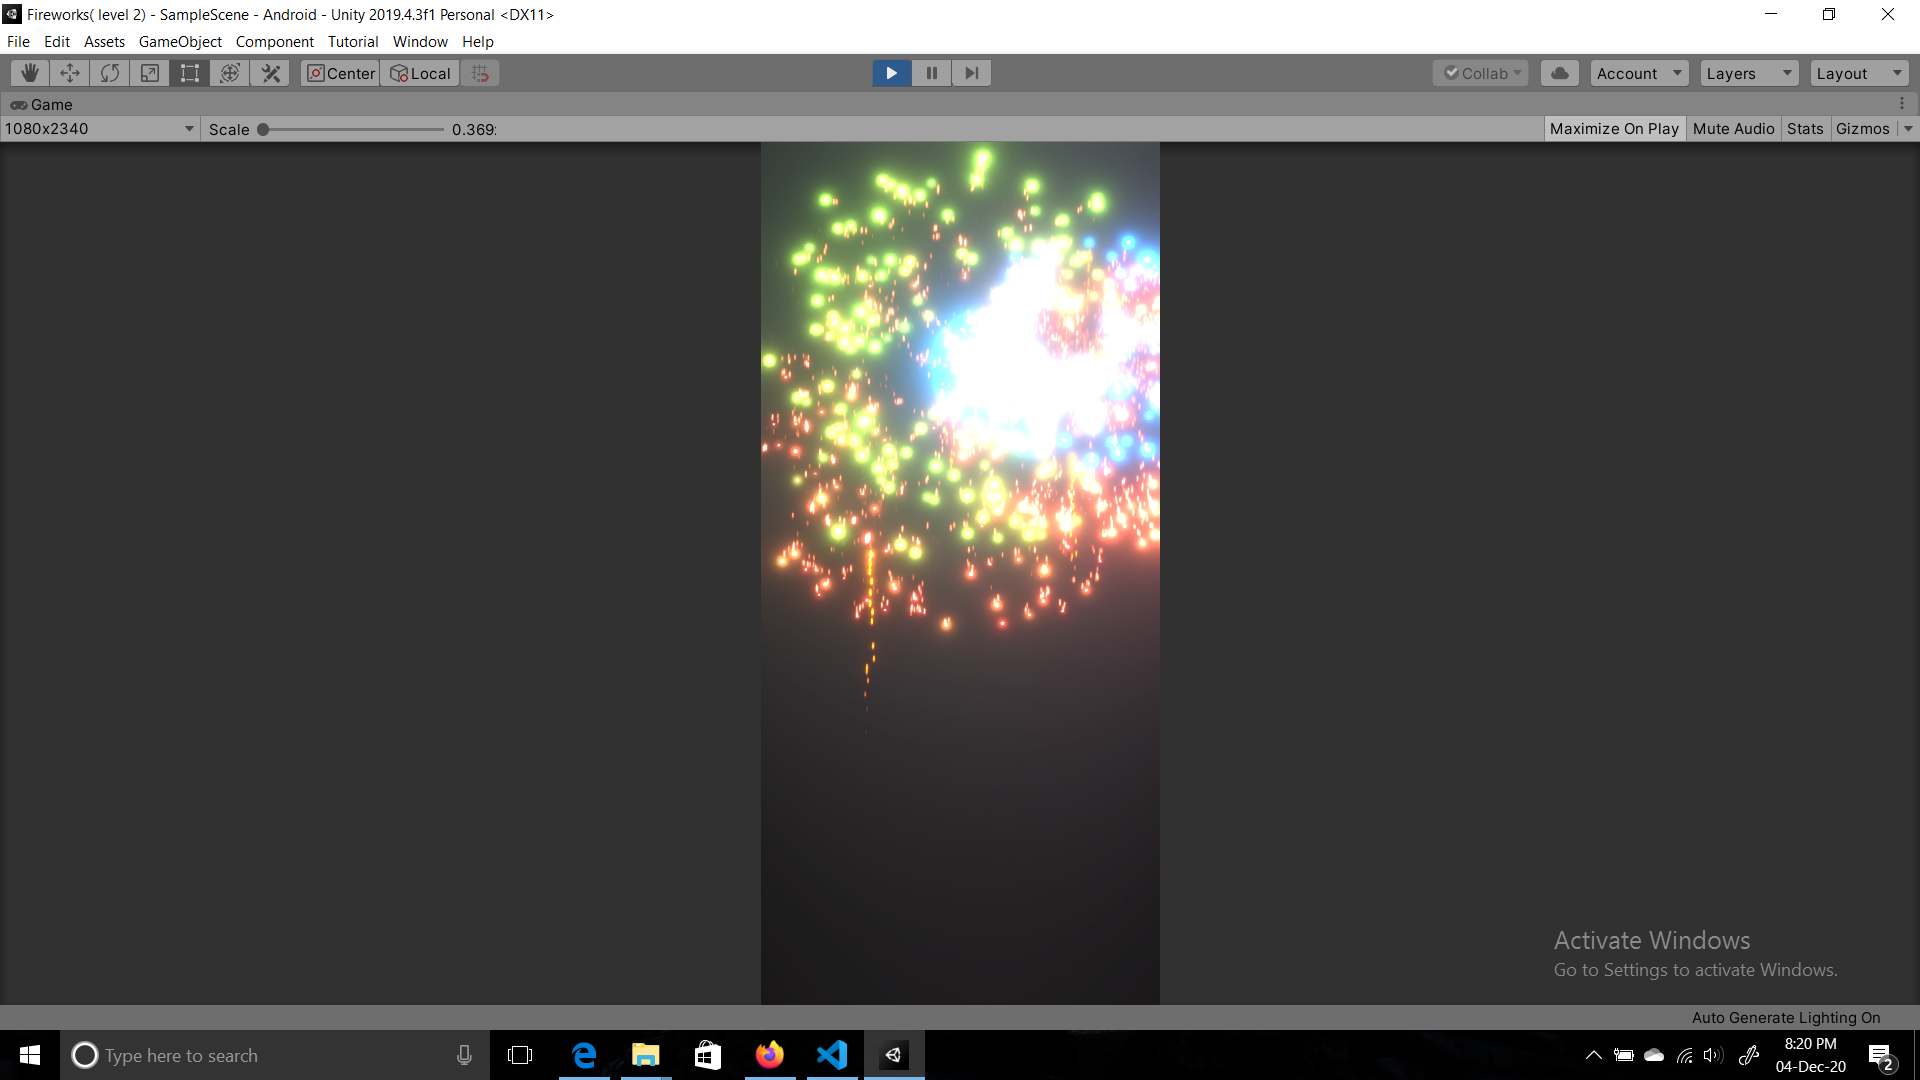 Fireworks( level 2) - SampleScene - Android - Unity 2019.4.3f1 Personal <DX11>
File Edit Assets GameObject Component Tutorial Window Help
Center Local Collab Account Layers Layout
Game
1080x2340 Scale 0.369: Maximize On Play Mute Audio Stats Gizmos
Activate Windows
Go to Settings to activate Windows.
Auto Generate Lighting On
Type here to search
8:20 PM
04-Dec-20
2